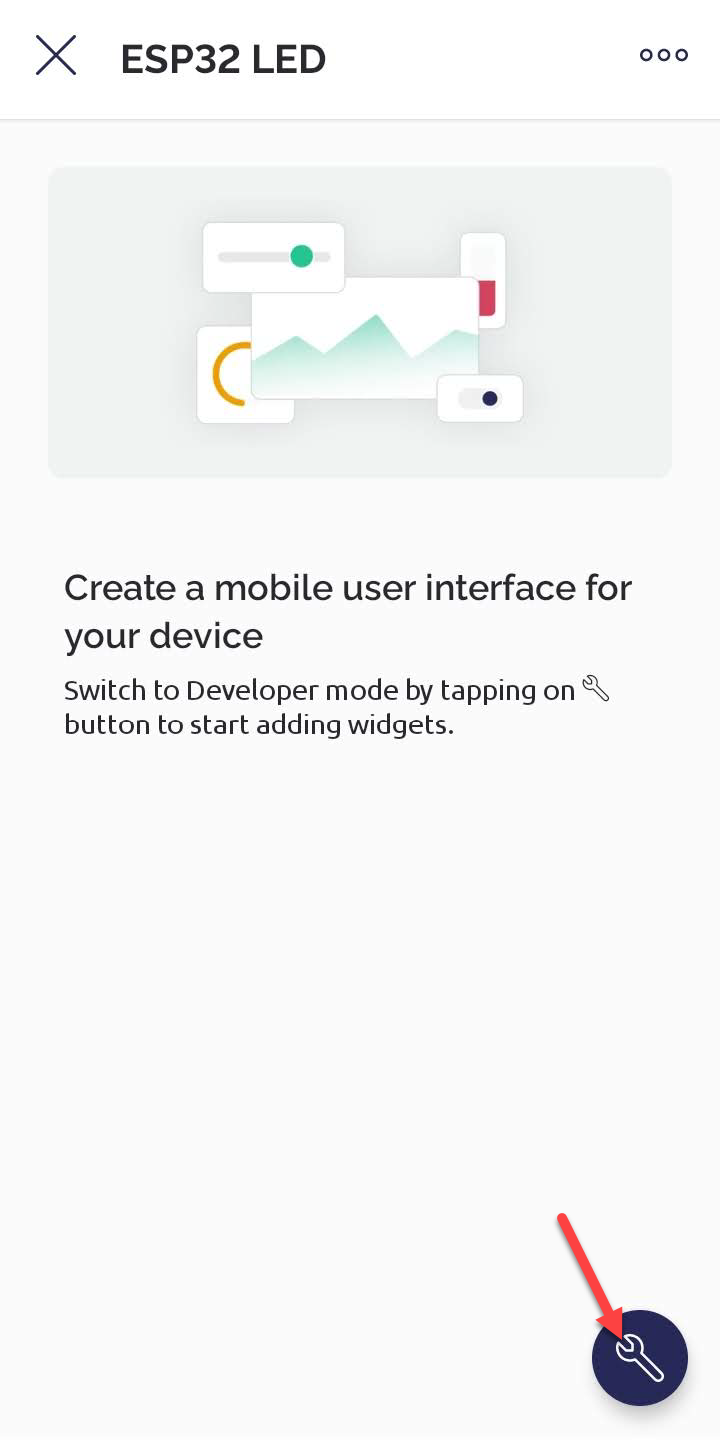 ESP32 LED
Create a mobile user interface for
your device
Switch to Developer mode by tapping on
button to start adding widgets.